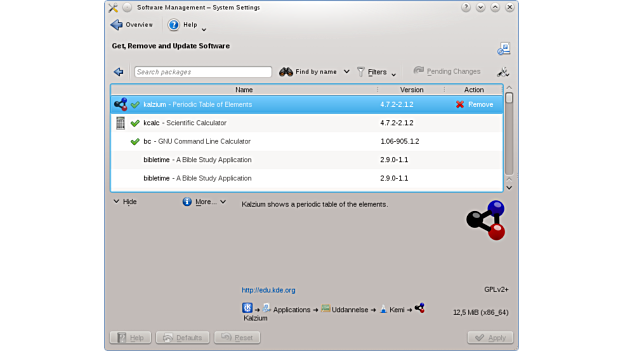 Software Management – System Settings
Overview Help
Get, Remove and Update Software
Search packages Find by name Filters Pending Changes
Name Version Action
kalzium - Periodic Table of Elements 4.7.2-2.1.2 Remove
kcalc - Scientific Calculator 4.7.2-2.1.2
bc - GNU Command Line Calculator 1.06-905.1.2
bibletime - A Bible Study Application 2.9.0-1.1
bibletime - A Bible Study Application 2.9.0-1.1
Hide More... Kalzium shows a periodic table of the elements.
http://edu.kde.org GPLv2+
Applications Uddannelse Kemi
Kalzium 12,5 MiB (x86_64)
Help Defaults Reset Apply